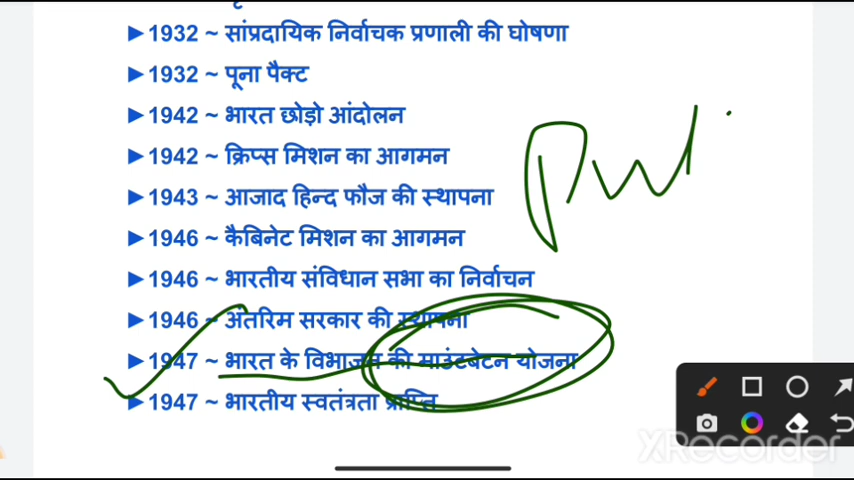 ►1932 ~ सांप्रदायिक निर्वाचक प्रणाली की घोषणा
►1932 ~ पूना पैक्ट
►1942 ~ भारत छोड़ो आंदोलन
►1942 ~ क्रिप्स मिशन का आगमन
►1943 ~ आजाद हिन्द फौज की स्थापना
►1946 ~ कैबिनेट मिशन का आगमन
►1946 ~ भारतीय संविधान सभा का निर्वाचन
►1946 ~ अंतरिम सरकार की स्थापना
►1947 ~ भारत के विभाजन की माउंटबेटन योजना
►1947 ~ भारतीय स्वतंत्रता प्राप्ति
XRecorder